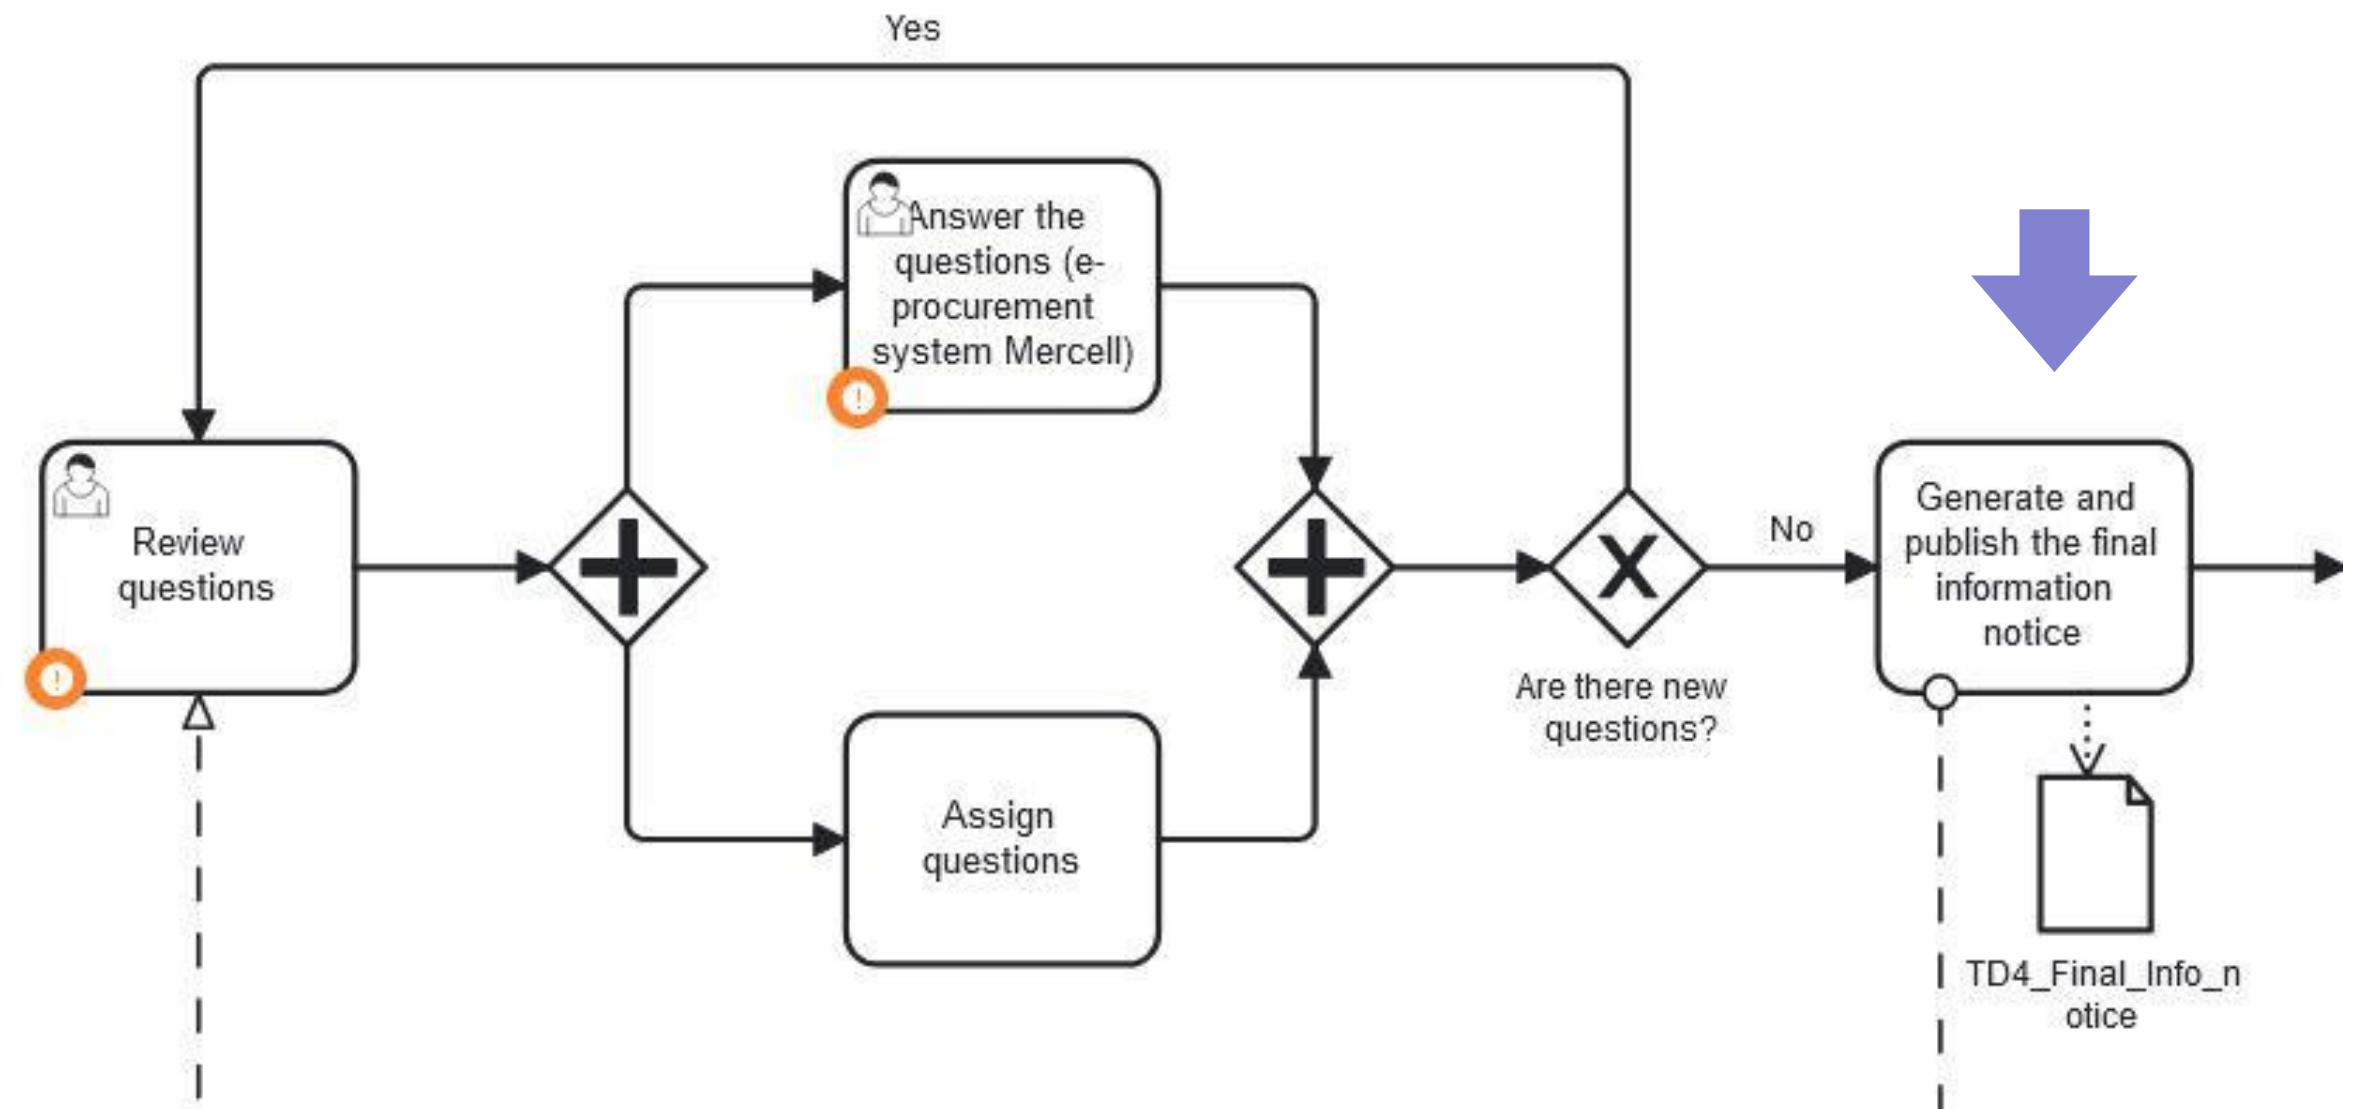 Yes
Answer the
questions (e-
procurement
system Mercell)
Review
questions
Assign
questions
Are there new
questions?
No
Generate and
publish the final
information
notice
TD4_Final_Info_n
otice